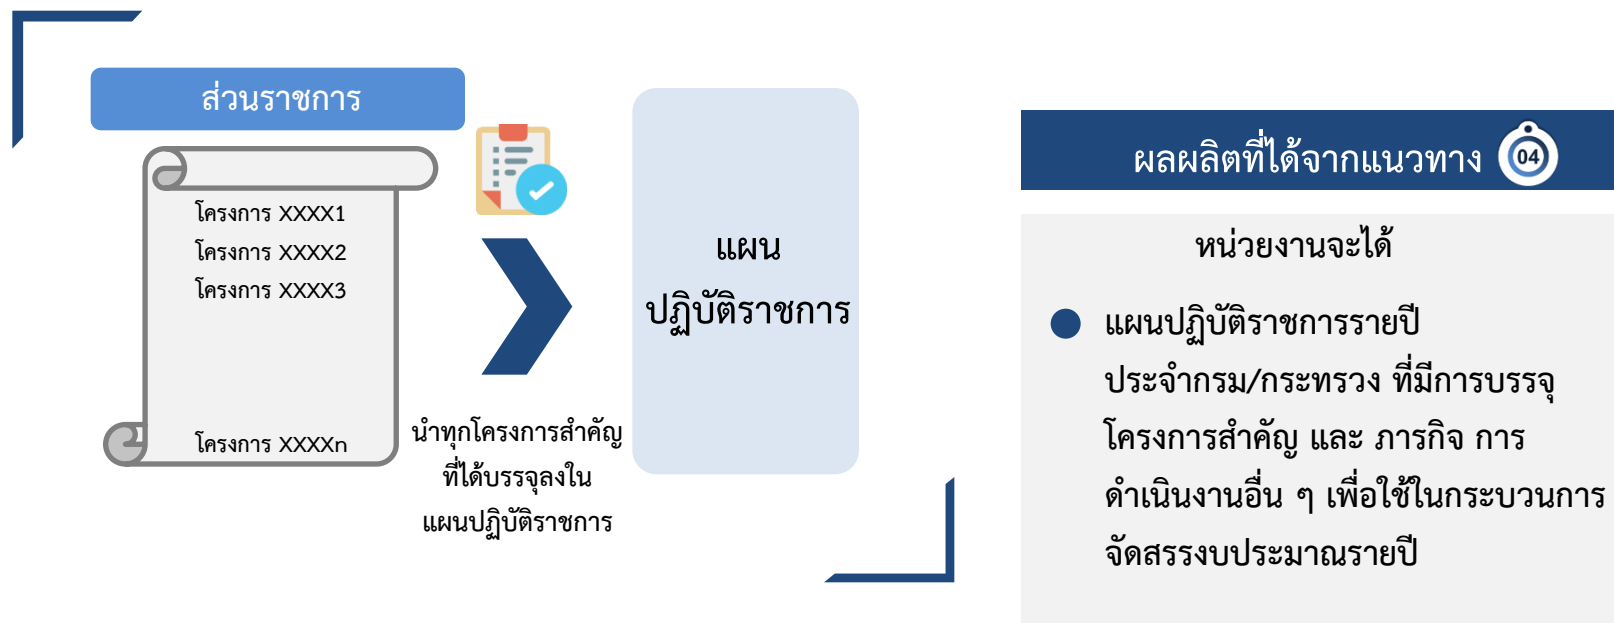 ส่วนราชการ
โครงการ XXXX1
โครงการ XXXX2
โครงการ XXXX3
โครงการ XXXXn
นำทุกโครงการสำคัญ
ที่ได้บรรจุลงใน
แผนปฏิบัติราชการ
แผน
ปฏิบัติราชการ
ผลผลิตที่ได้จากแนวทาง 04
หน่วยงานจะได้
แผนปฏิบัติราชการรายปี
ประจำกรม/กระทรวง ที่มีการบรรจุ
โครงการสำคัญ และ ภารกิจ การ
ดำเนินงานอื่น ๆ เพื่อใช้ในกระบวนการ
จัดสรรงบประมาณรายปี